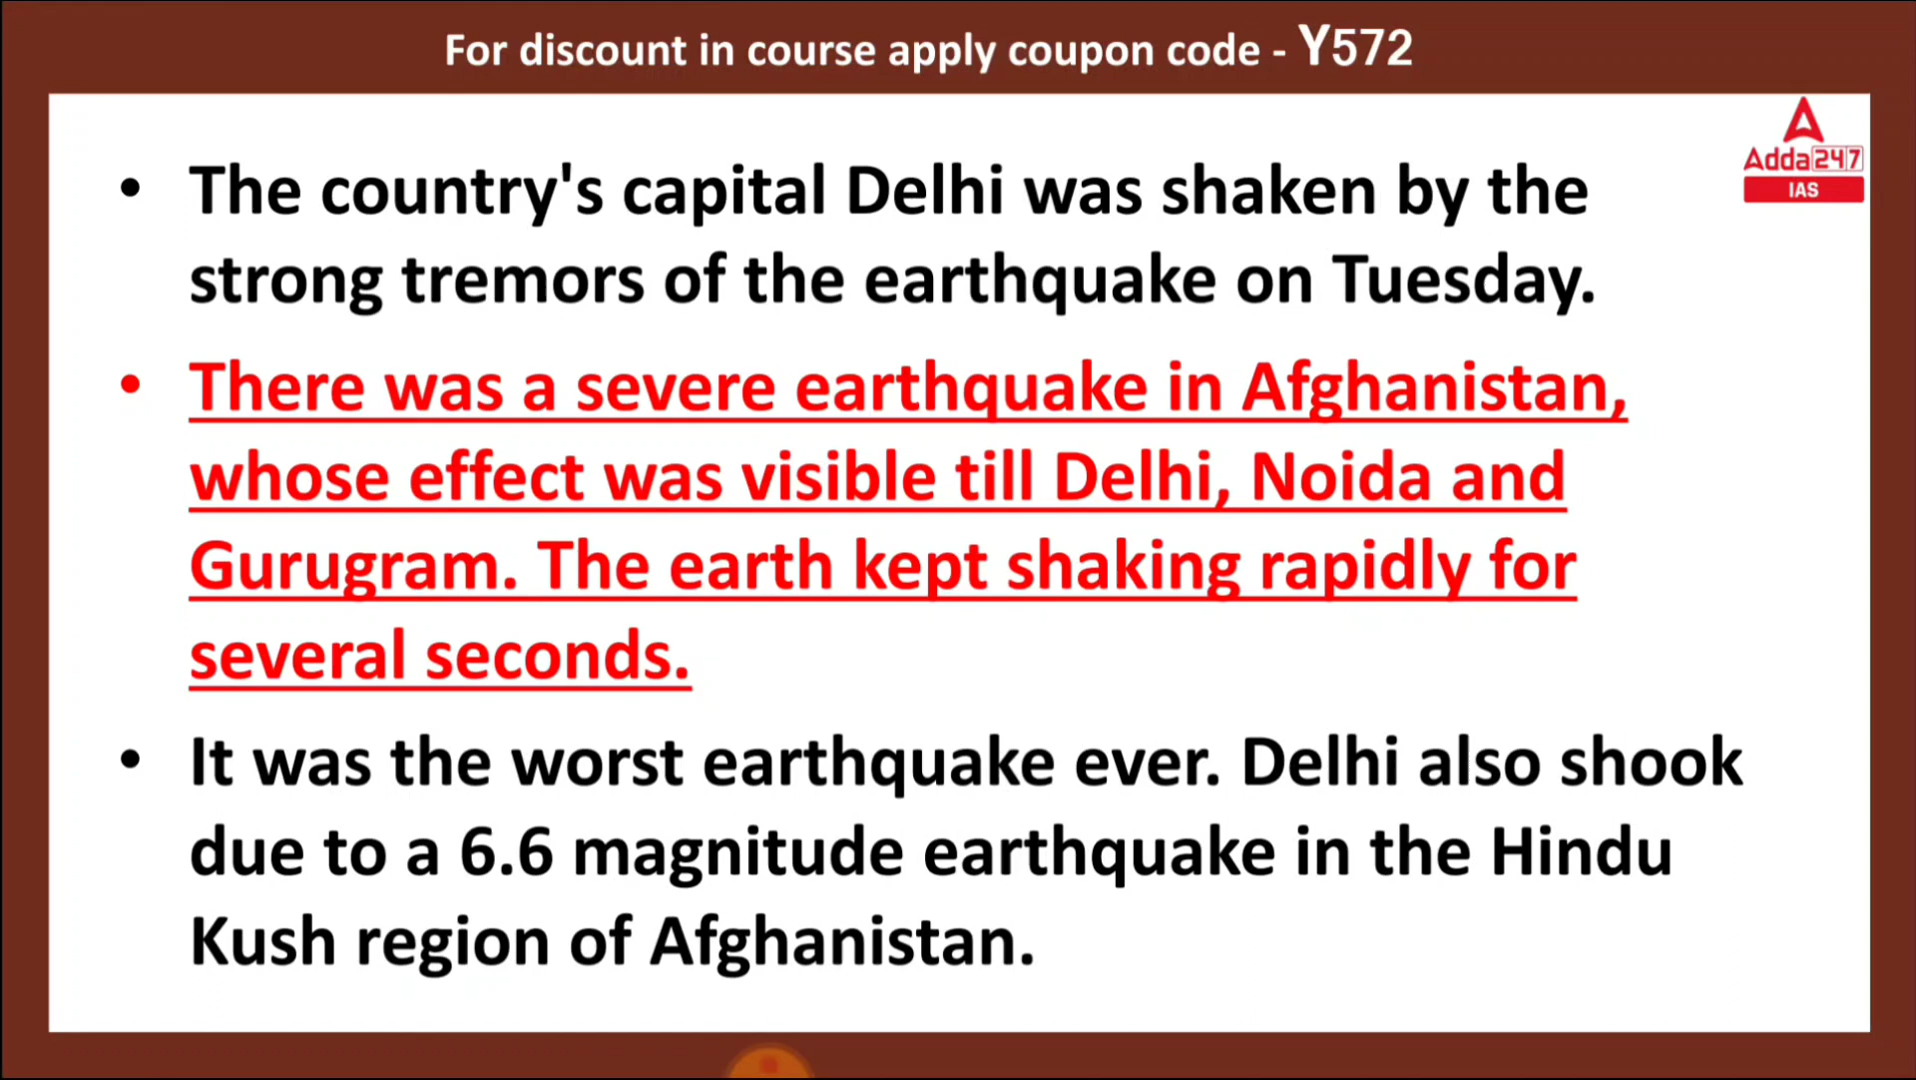 For discount in course apply coupon code - Y572
Adda247
IAS
• The country's capital Delhi was shaken by the
strong tremors of the earthquake on Tuesday.
• There was a severe earthquake in Afghanistan,
whose effect was visible till Delhi, Noida and
Gurugram. The earth kept shaking rapidly for
several seconds.
• It was the worst earthquake ever. Delhi also shook
due to a 6.6 magnitude earthquake in the Hindu
Kush region of Afghanistan.